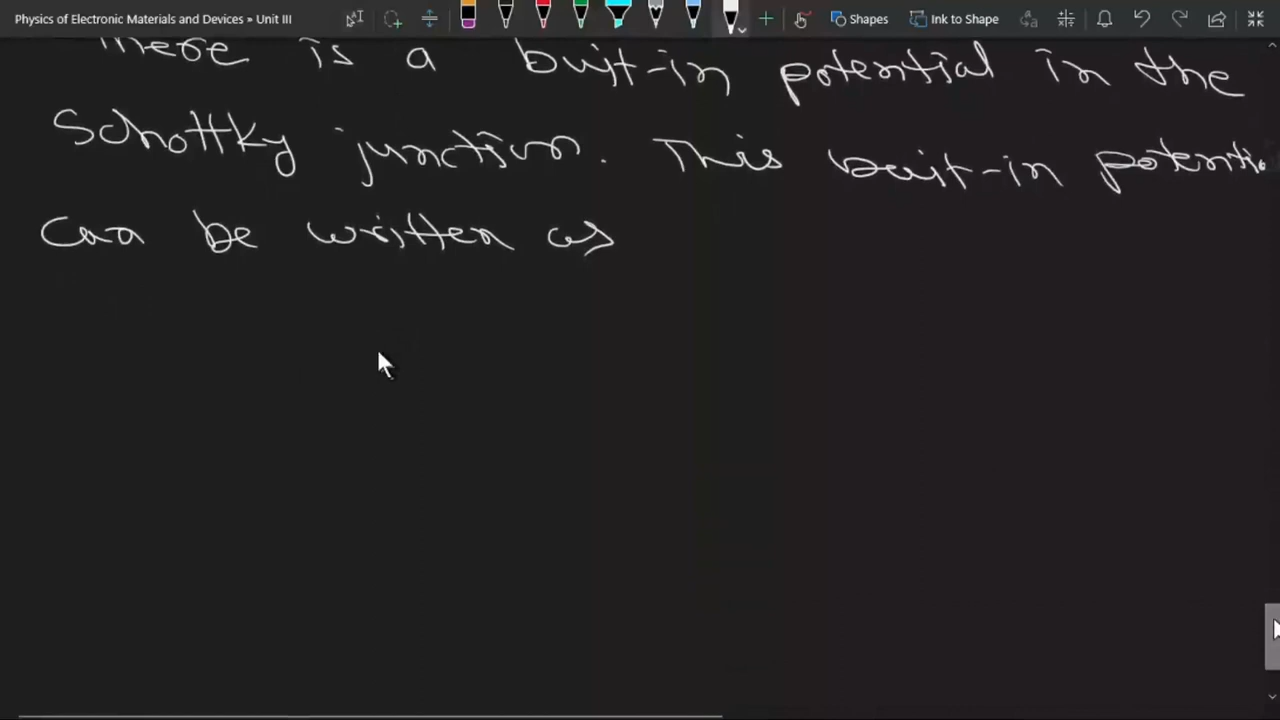 Physics of Electronic Materials and Devices » Unit III
Shapes
Ink to Shape
There is a built-in potential in the
Schottky junction. This built-in potenti
can be written as